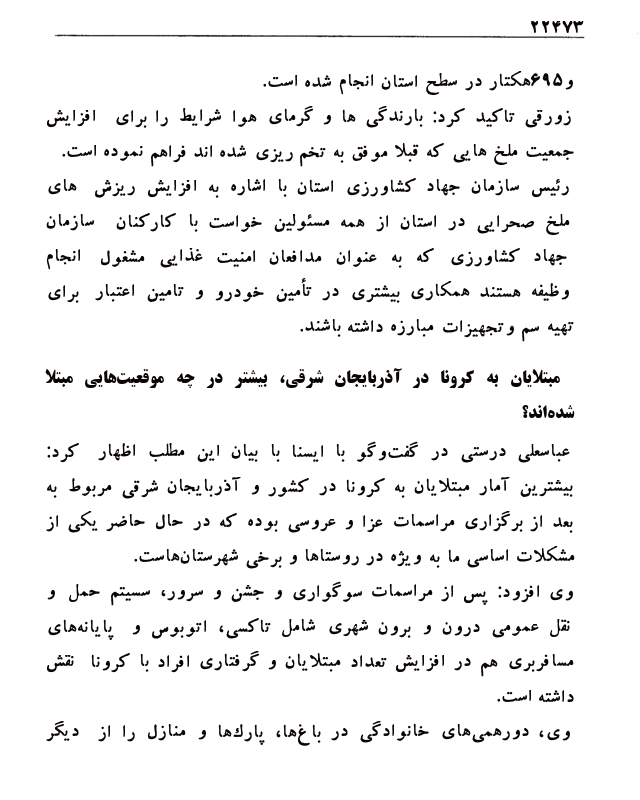 ۲۲۴۷۳
و۶۹۵هکتار در سطح استان انجام شده است.
زورقی تاکید کرد: بارندگی ها و گرمای هوا شرایط را برای افزایش
جمعیت ملخ هایی که قبلا موفق به تخم ریزی شده اند فراهم نموده است.
رئیس سازمان جهاد کشاورزی استان با اشاره به افزایش ریزش های
ملخ صحرایی در استان از همه مسئولین خواست با کارکنان سازمان
جهاد کشاورزی که به عنوان مدافعان امنیت غذایی مشغول انجام
وظیفه هستند همکاری بیشتری در تأمین خودرو و تامین اعتبار برای
تهیه سم و تجهیزات مبارزه داشته باشند.
مبتلایان به کرونا در آذربایجان شرقی، بیشتر در چه موقعیت‌هایی مبتلا
شده‌اند؟
عباسعلی درستی در گفت‌وگو با ایسنا با بیان این مطلب اظهار کرد:
بیشترین آمار مبتلایان به کرونا در کشور و آذربایجان شرقی مربوط به
بعد از برگزاری مراسمات عزا و عروسی بوده که در حال حاضر یکی از
مشکلات اساسی ما به ویژه در روستاها و برخی شهرستان‌هاست.
وی افزود: پس از مراسمات سوگواری و جشن و سرور، سسیتم حمل و
نقل عمومی درون و برون شهری شامل تاکسی، اتوبوس و پایانه‌های
مسافربری هم در افزایش تعداد مبتلایان و گرفتاری افراد با کرونا نقش
داشته است.
وی، دورهمی‌های خانوادگی در باغ‌ها، پارک‌ها و منازل را از دیگر